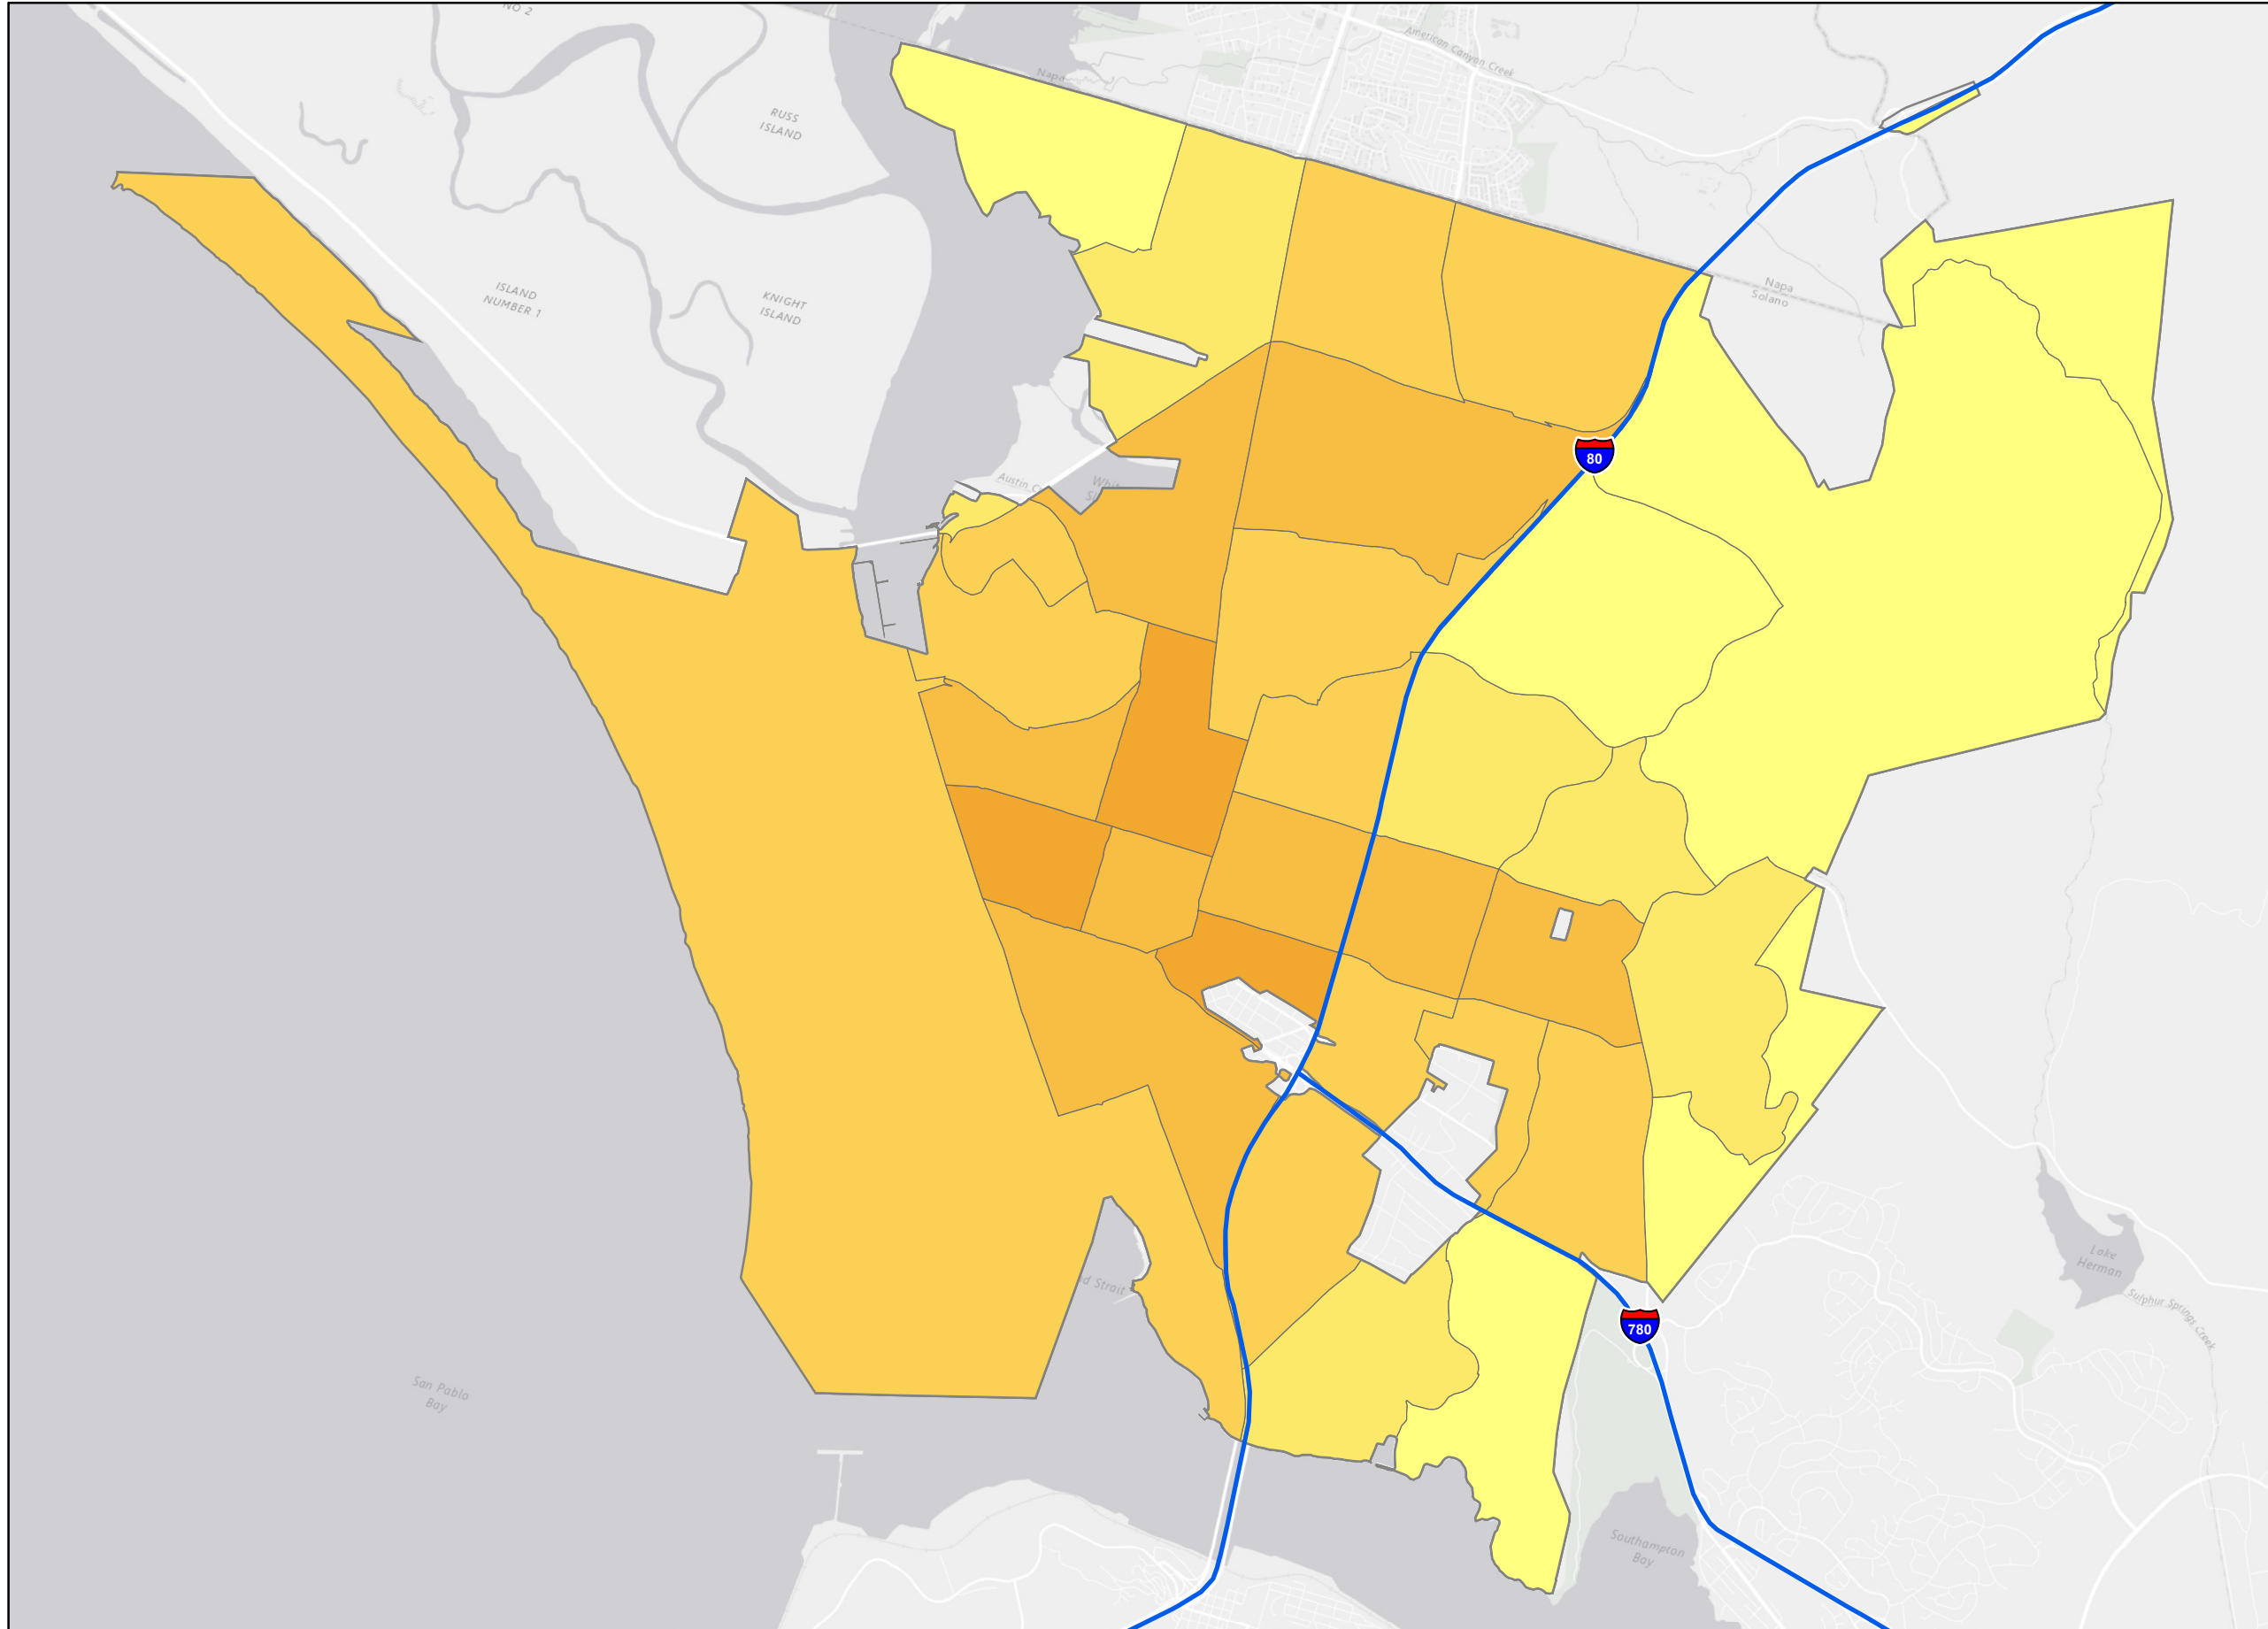 NO 2
American Canyon Creek
Napa
RUSS
ISLAND
ISLAND
NUMBER 1
KNIGHT
ISLAND
Napa
Solano
80
Austin
d Strait
Lake
Herman
Sulphur Springs Creek
780
San Pablo
Bay
Southampton
Bay